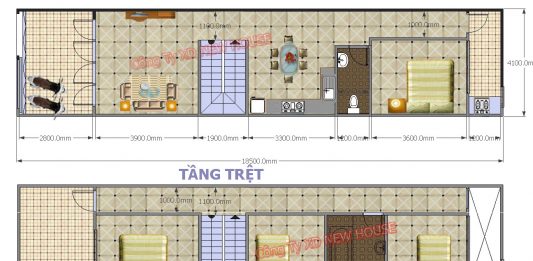 1100.0mm
1000.0mm
Công Ty XD NEW HOUSE
4100.0m
2800.0mm
3900.0mm
1900.0mm
3300.0mm
1200.0mm
3600.0mm
1200.0mm
18500.0mm
TẦNG TRỆT
1000.0mm
1100.0mm
Công Ty XD NEW HOUSE